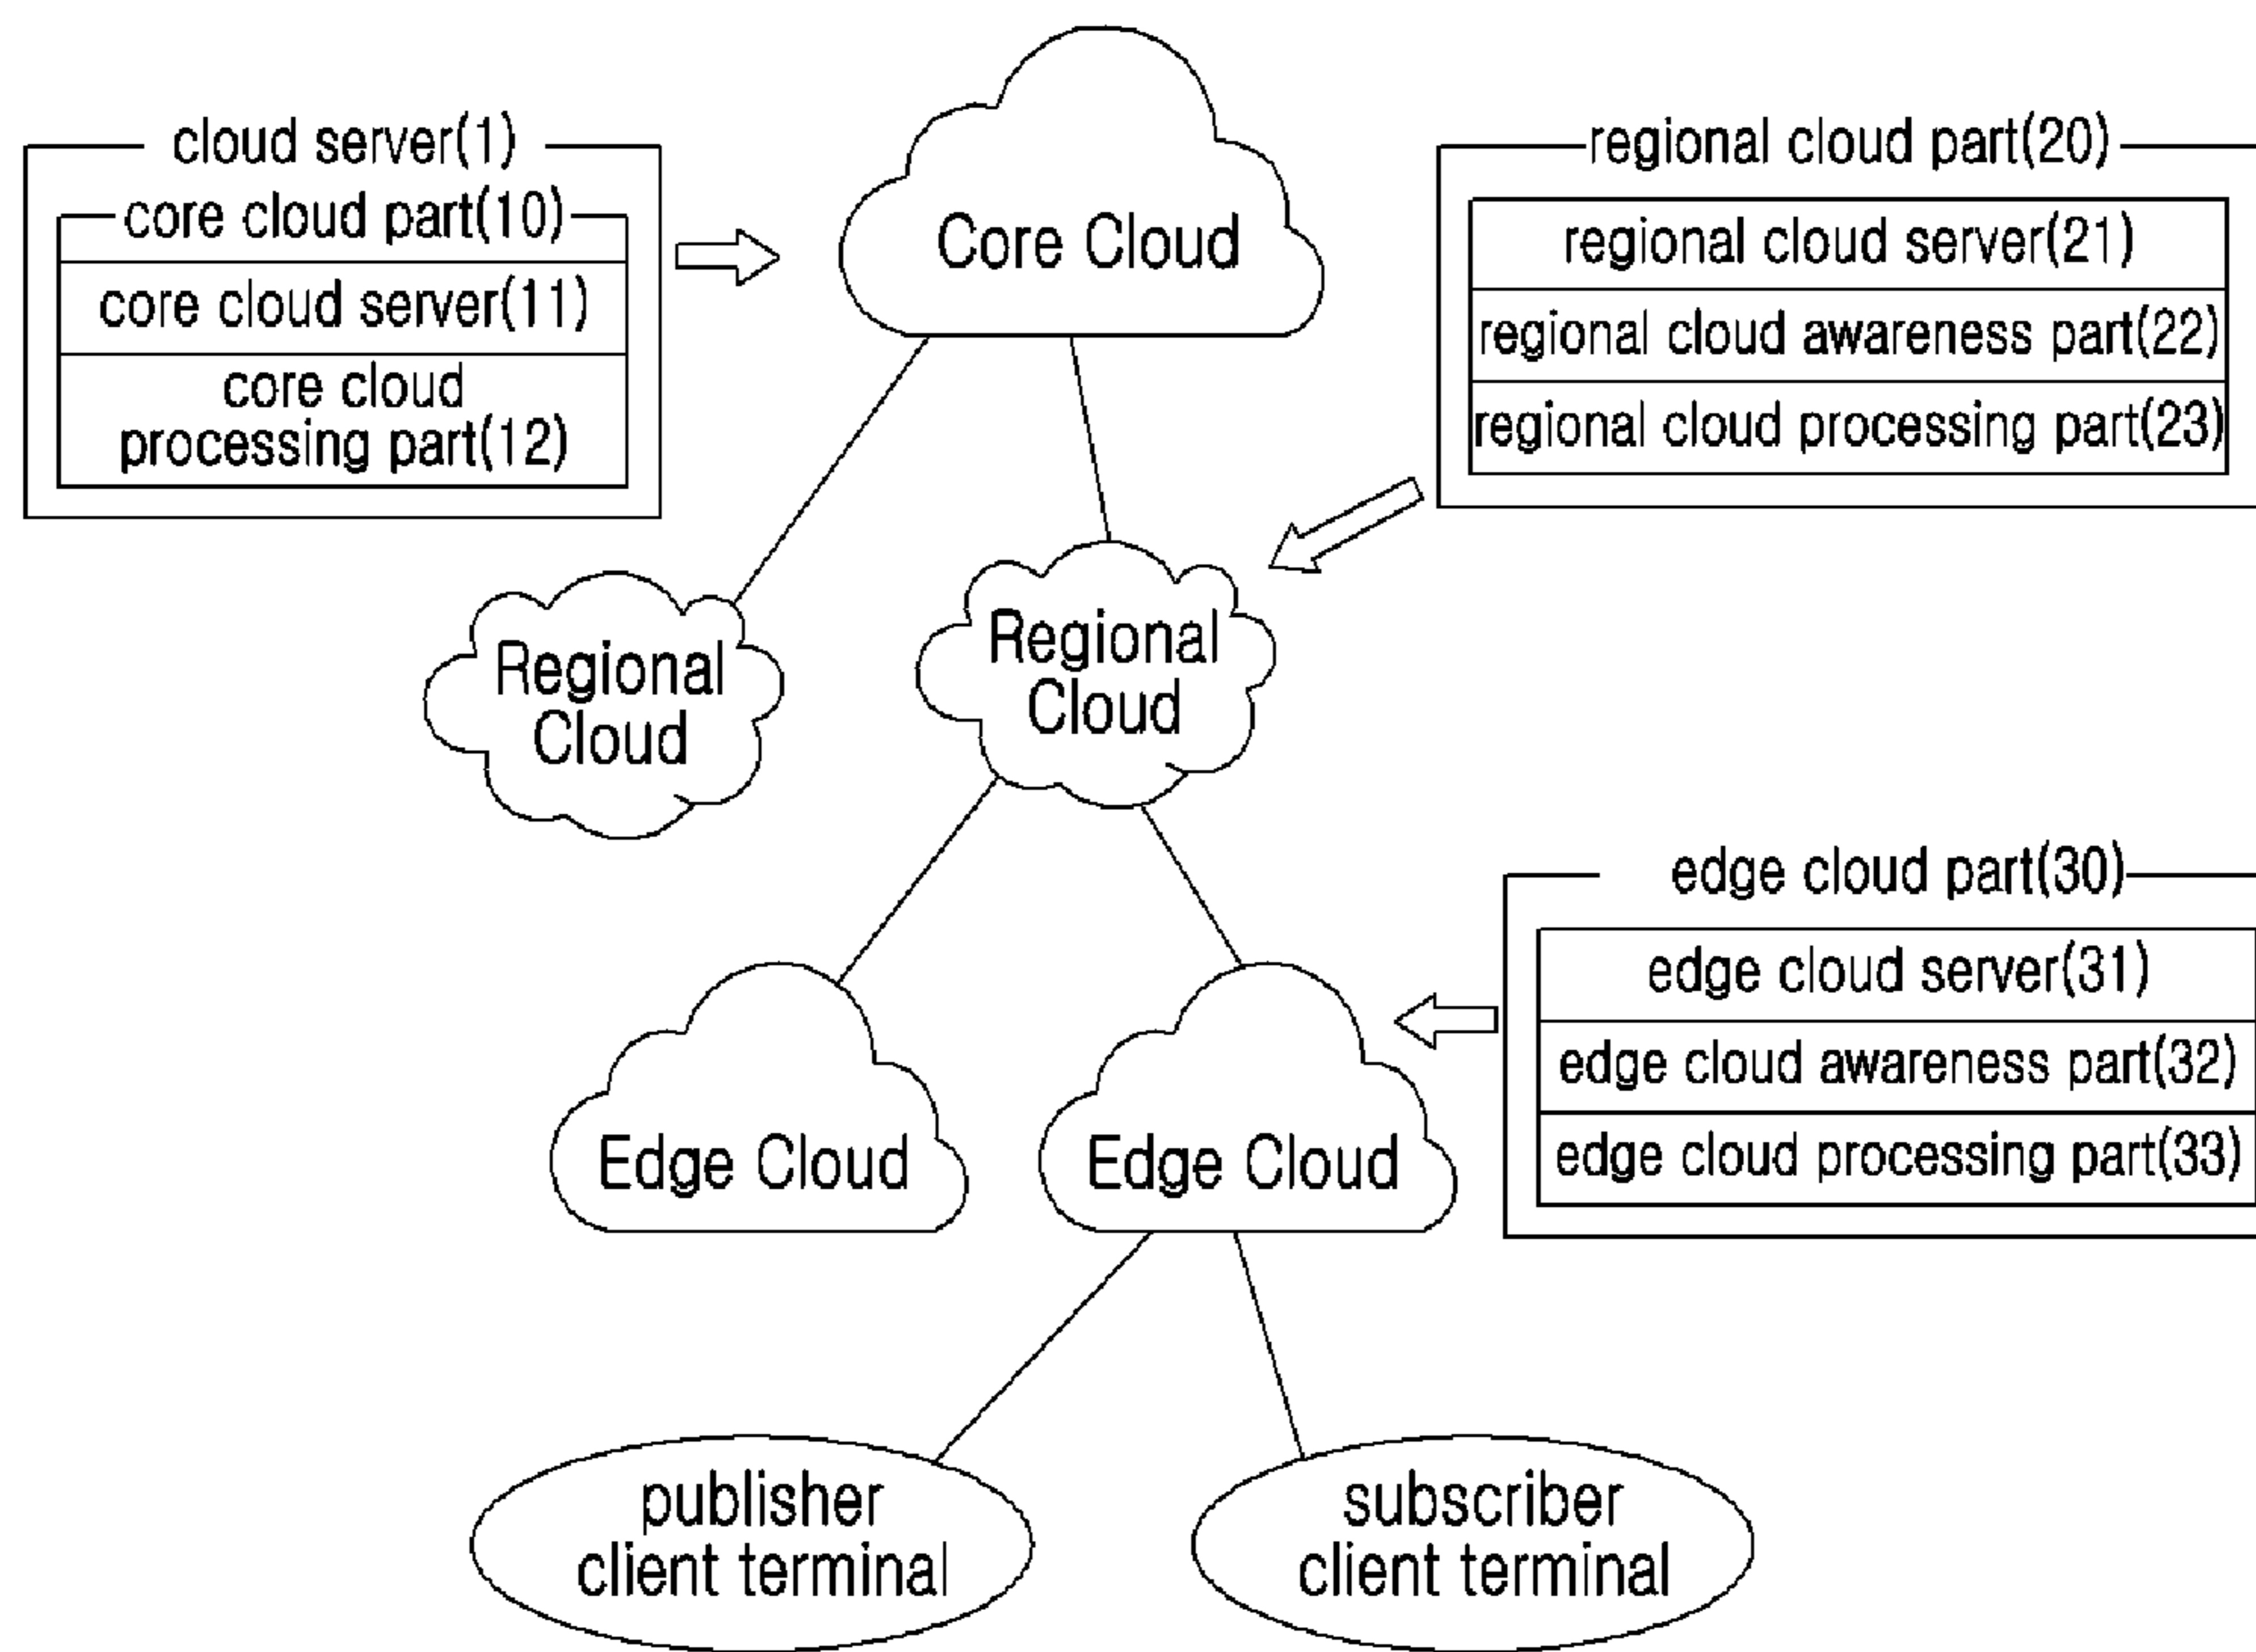 cloud server(1)
core cloud part(10)
core cloud server(11)
core cloud
processing part(12)
Core Cloud
regional cloud part(20)
regional cloud server(21)
regional cloud awareness part(22)
regional cloud processing part(23)
Regional
Cloud
Regional
Cloud
edge cloud part(30)
edge cloud server(31)
edge cloud awareness part(32)
edge cloud processing part(33)
Edge Cloud
Edge Cloud
publisher
client terminal
subscriber
client terminal